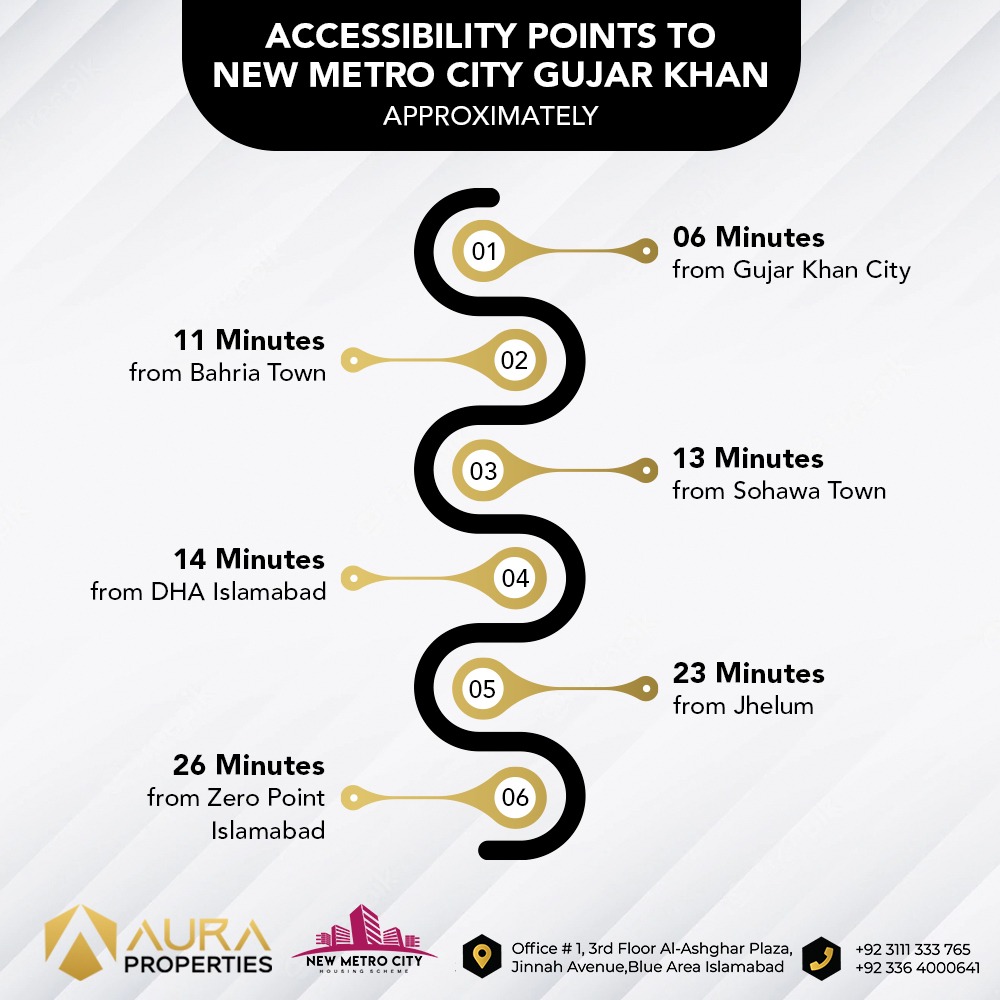 ACCESSIBILITY POINTS TO
NEW METRO CITY GUJAR KHAN
APPROXIMATELY
01
06 Minutes
from Gujar Khan City
11 Minutes
from Bahria Town
02
03
13 Minutes
from Sohawa Town
14 Minutes
from DHA Islamabad
04
05
23 Minutes
from Jhelum
26 Minutes
from Zero Point
Islamabad
06
AURA
PROPERTIES
NEW METRO CITY
HOUSING SCHEME
Office # 1, 3rd Floor Al-Ashghar Plaza,
Jinnah Avenue,Blue Area Islamabad
+92 3111 333 765
+92 336 4000641